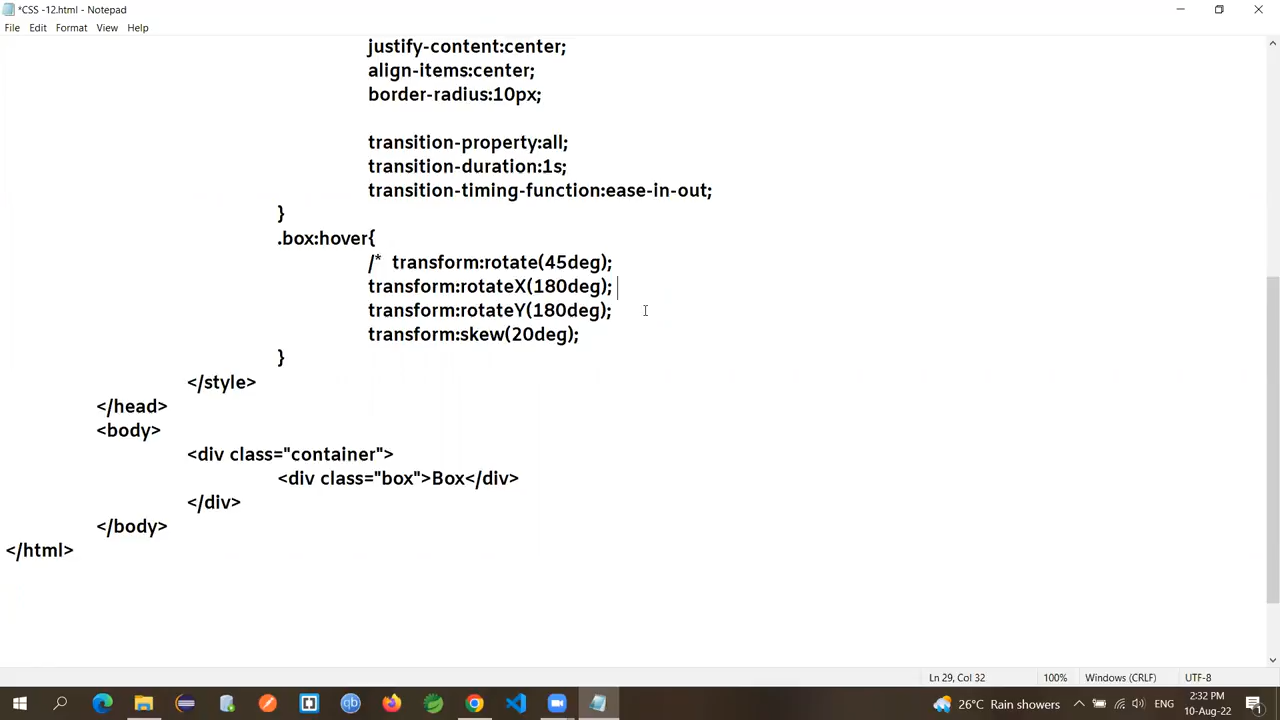 *CSS -12.html - Notepad
File Edit Format View Help
justify-content:center;
align-items:center;
border-radius:10px;
transition-property:all;
transition-duration:1s;
transition-timing-function:ease-in-out;
}
.box:hover{
/* transform:rotate(45deg);
transform:rotateX(180deg);
transform:rotateY(180deg);
transform:skew(20deg);
}
</style>
</head>
<body>
<div class="container">
<div class="box">Box</div>
</div>
</body>
</html>
Ln 29, Col 32 100% Windows (CRLF) UTF-8
26°C Rain showers ENG 2:32 PM
10-Aug-22